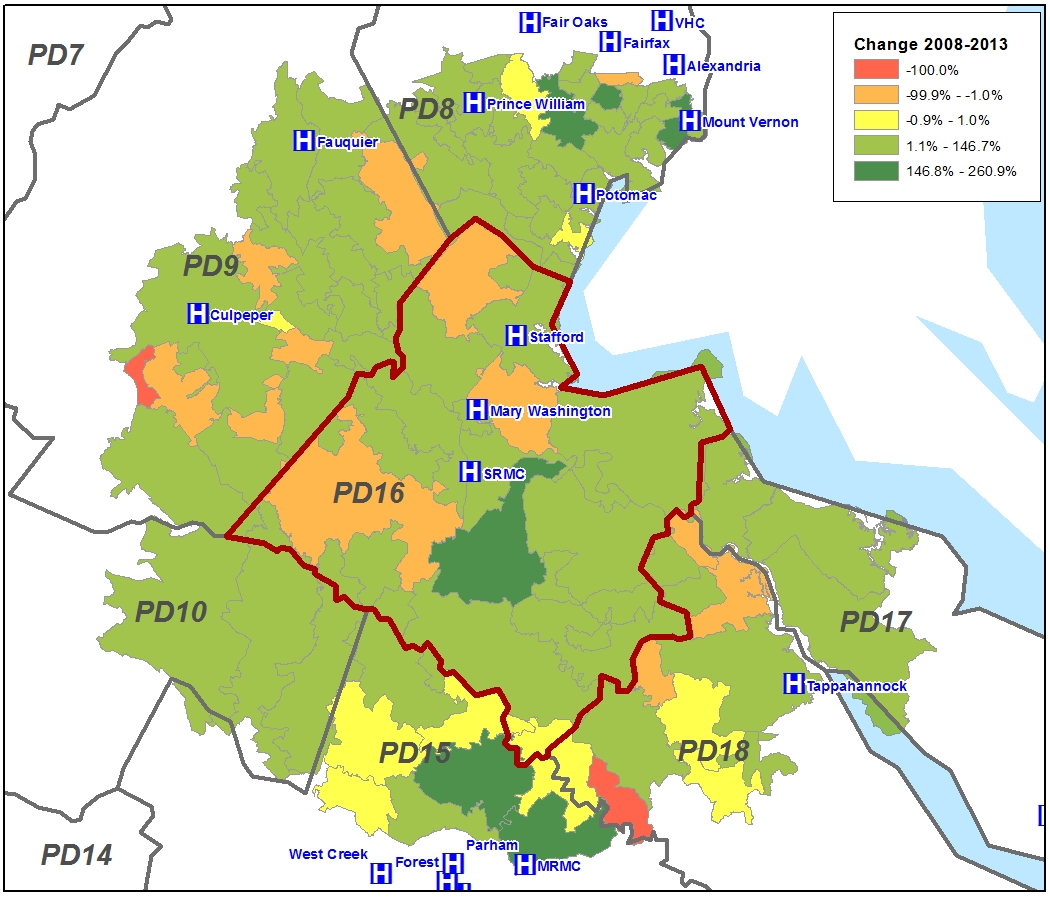 PD7
H Fair Oaks
H VHC
H Fairfax
H Alexandria
Change 2008-2013
-100.0%
-99.9% - -1.0%
-0.9% - 1.0%
1.1% - 146.7%
146.8% - 260.9%
PD8
H Prince William
H Mount Vernon
H Fauquier
H Potomac
PD9
H Culpeper
H Stafford
H Mary Washington
H SRMC
PD16
PD10
PD17
H Tappahannock
PD15
PD18
PD14
West Creek
H
Forest H
Parham
H MRMC
H